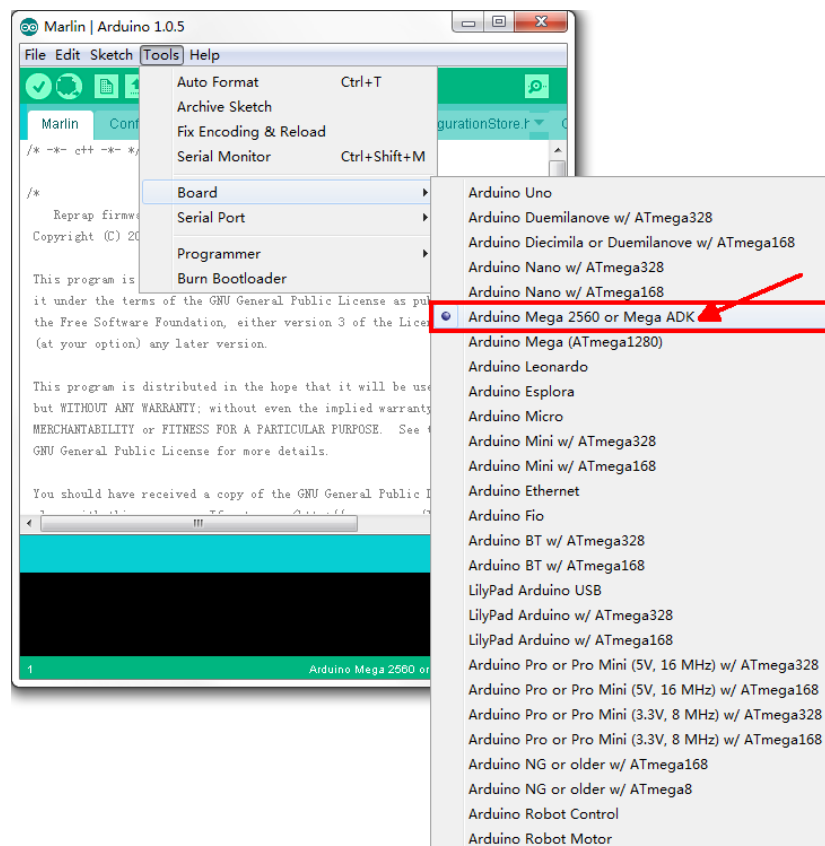 Marlin | Arduino 1.0.5
File Edit Sketch Tools Help
Auto Format Ctrl+T
Archive Sketch
Fix Encoding & Reload
Serial Monitor Ctrl+Shift+M
Board
Serial Port
Programmer
Burn Bootloader
Marlin Conf gurationStore.h C
/* -*- c++ -*- */
/*
Reprap firmwa
Copyright (C) 20
This program is
it under the terms of the GNU General Public License as pu
the Free Software Foundation, either version 3 of the Licen
(at your option) any later version.
This program is distributed in the hope that it will be use
but WITHOUT ANY WARRANTY; without even the implied warranty
MERCHANTABILITY or FITNESS FOR A PARTICULAR PURPOSE. See t
GNU General Public License for more details.
You should have received a copy of the GNU General Public
1 Arduino Mega 2560 or
Arduino Uno
Arduino Duemilanove w/ ATmega328
Arduino Diecimila or Duemilanove w/ ATmega168
Arduino Nano w/ ATmega328
Arduino Nano w/ ATmega168
Arduino Mega 2560 or Mega ADK
Arduino Mega (ATmega1280)
Arduino Leonardo
Arduino Esplora
Arduino Micro
Arduino Mini w/ ATmega328
Arduino Mini w/ ATmega168
Arduino Ethernet
Arduino Fio
Arduino BT w/ ATmega328
Arduino BT w/ ATmega168
LilyPad Arduino USB
LilyPad Arduino w/ ATmega328
LilyPad Arduino w/ ATmega168
Arduino Pro or Pro Mini (5V, 16 MHz) w/ ATmega328
Arduino Pro or Pro Mini (5V, 16 MHz) w/ ATmega168
Arduino Pro or Pro Mini (3.3V, 8 MHz) w/ ATmega328
Arduino Pro or Pro Mini (3.3V, 8 MHz) w/ ATmega168
Arduino NG or older w/ ATmega168
Arduino NG or older w/ ATmega8
Arduino Robot Control
Arduino Robot Motor